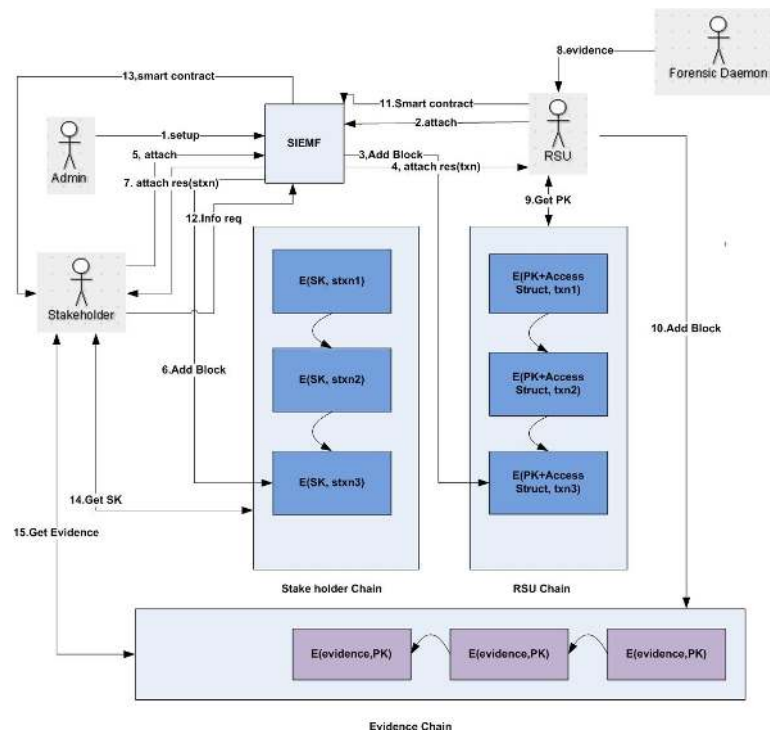 8.evidence
Forensic Daemon
13,smart contract
11.Smart contract
2.attach
1.setup
SIEMF
RSU
Admin
5, attach
3,Add Block
4, attach res(txn)
7. attach res(stxn)
9.Get PK
12.Info req
Stakeholder
E(SK, stxn1)
E(PK+Access
Struct, txn1)
10.Add Block
6.Add Block
E(SK, stxn2)
E(PK+Access
Struct, txn2)
E(SK, stxn3)
E(PK+Access
Struct, txn3)
14.Get SK
15.Get Evidence
Stake holder Chain
RSU Chain
E(evidence,PK)
E(evidence,PK)
E(evidence,PK)
Evidence Chain